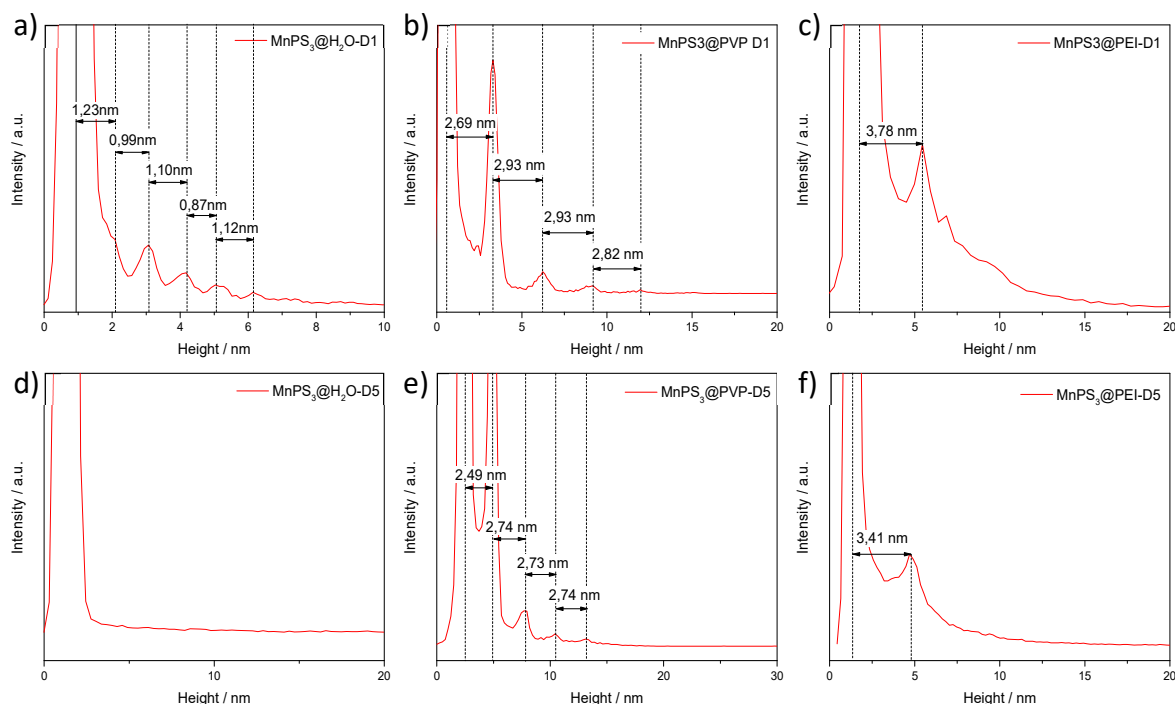 a)
MnPS₃@H₂O-D1
1,23nm
0,99nm
1,10nm
0,87nm
1,12nm
Intensity / a.u.
0 2 4 6 8 10
Height / nm
b)
MnPS3@PVP D1
2,69 nm
2,93 nm
2,93 nm
2,82 nm
Intensity / a.u.
0 5 10 15 20
Height / nm
c)
MnPS3@PEI-D1
3,78 nm
Intensity / a.u.
0 5 10 15 20
Height / nm
d)
MnPS₃@H₂O-D5
Intensity / a.u.
0 10 20
Height / nm
e)
MnPS₃@PVP-D5
2,49 nm
2,74 nm
2,73 nm
2,74 nm
Intensity / a.u.
0 5 10 15 20 25 30
Height / nm
f)
MnPS₃@PEI-D5
3,41 nm
Intensity / a.u.
0 5 10 15 20
Height / nm